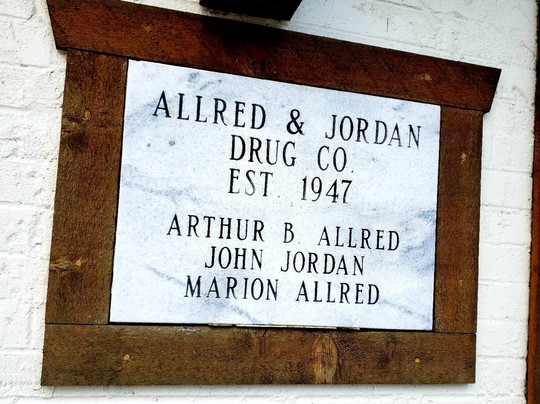 ALLRED & JORDAN
DRUG CO.
EST. 1947
ARTHUR B. ALLRED
JOHN JORDAN
MARION ALLRED